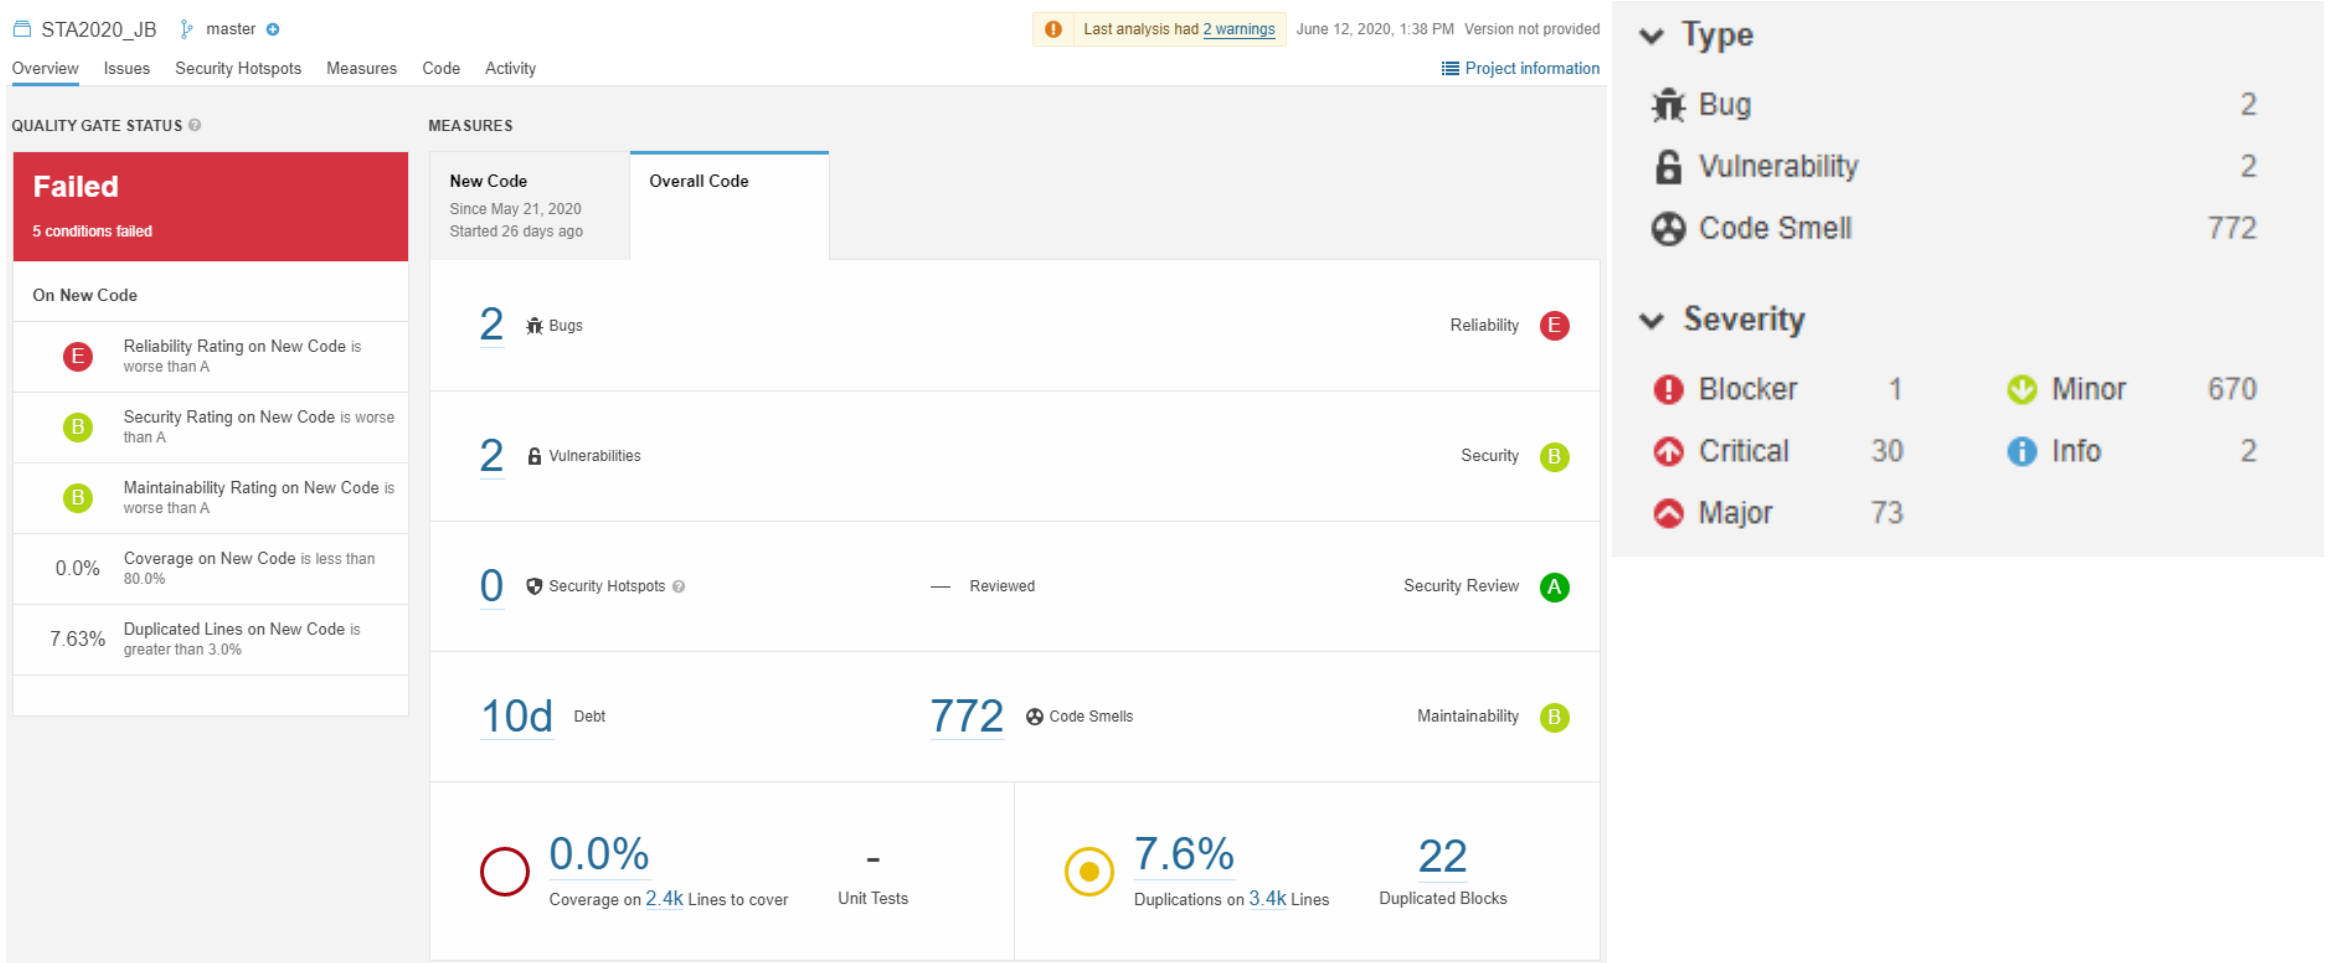 STA2020_JB master
Last analysis had 2 warnings June 12, 2020, 1:38 PM Version not provided
Overview Issues Security Hotspots Measures Code Activity
Project information
QUALITY GATE STATUS
Failed
5 conditions failed
On New Code
E Reliability Rating on New Code is
worse than A
B Security Rating on New Code is worse
than A
B Maintainability Rating on New Code is
worse than A
0.0% Coverage on New Code is less than
80.0%
7.63% Duplicated Lines on New Code is
greater than 3.0%
MEASURES
New Code
Since May 21, 2020
Started 26 days ago
Overall Code
2 Bugs Reliability E
2 Vulnerabilities Security B
0 Security Hotspots — Reviewed Security Review A
10d Debt 772 Code Smells Maintainability B
0.0%
Coverage on 2.4k Lines to cover
-
Unit Tests
7.6%
Duplications on 3.4k Lines
22
Duplicated Blocks
Type
Bug 2
Vulnerability 2
Code Smell 772
Severity
Blocker 1 Minor 670
Critical 30 Info 2
Major 73